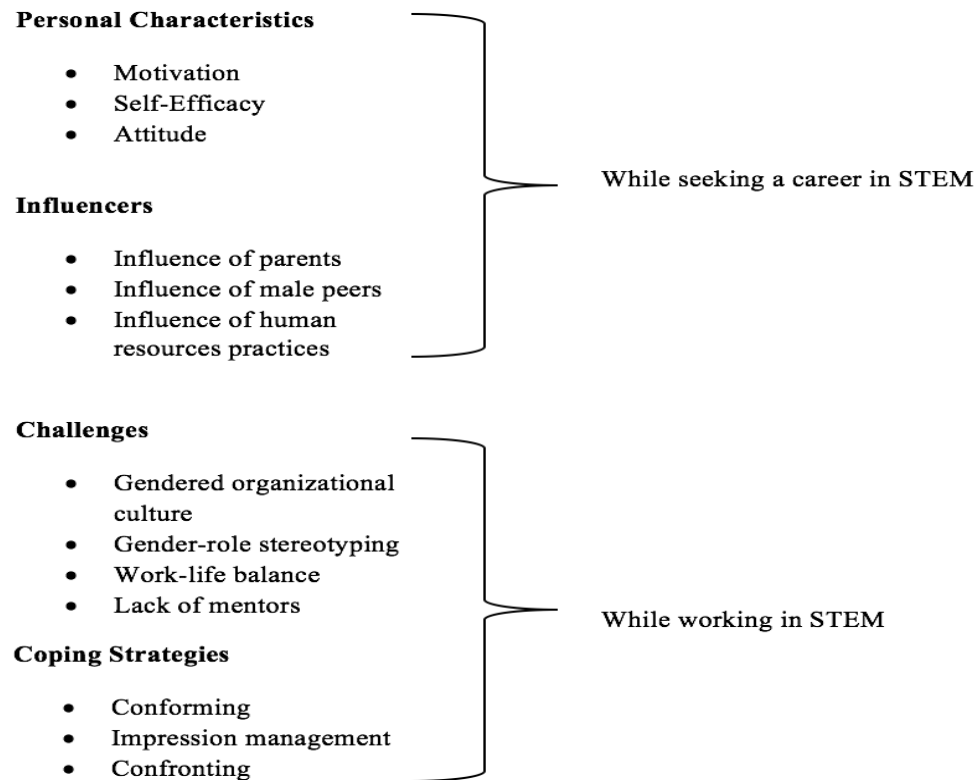 Personal Characteristics
• Motivation
• Self-Efficacy
• Attitude
While seeking a career in STEM
Influencers
• Influence of parents
• Influence of male peers
• Influence of human
resources practices
Challenges
• Gendered organizational
culture
• Gender-role stereotyping
• Work-life balance
• Lack of mentors
While working in STEM
Coping Strategies
• Conforming
• Impression management
• Confronting